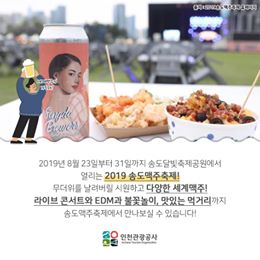 2019년 8월 23일부터 31일까지 송도달빛축제공원에서
열리는 2019 송도맥주축제!
무더위를 날려버릴 시원하고 다양한 세계맥주!
라이브 콘서트와 EDM과 불꽃놀이, 맛있는 먹거리까지
송도맥주축제에서 만나보실 수 있습니다!
인천관광공사